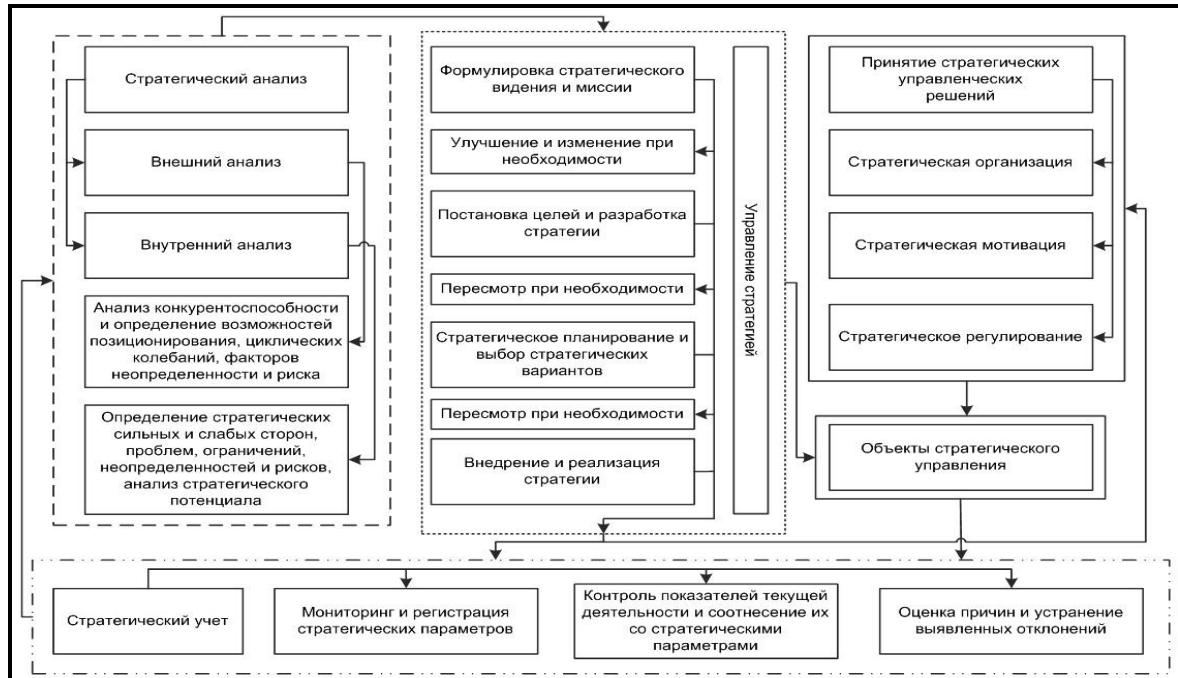 Стратегический анализ
Внешний анализ
Внутренний анализ
Анализ конкурентоспособности
и определение возможностей
позиционирования, циклических
колебаний, факторов
неопределенности и риска
Определение стратегических
сильных и слабых сторон,
проблем, ограничений,
неопределенностей и рисков,
анализ стратегического
потенциала
Формулировка стратегического
видения и миссии
Улучшение и изменение при
необходимости
Постановка целей и разработка
стратегии
Пересмотр при необходимости
Стратегическое планирование и
выбор стратегических
вариантов
Пересмотр при необходимости
Внедрение и реализация
стратегии
Управление стратегией
Принятие стратегических
управленческих
решений
Стратегическая организация
Стратегическая мотивация
Стратегическое регулирование
Объекты стратегического
управления
Стратегический учет
Мониторинг и регистрация
стратегических параметров
Контроль показателей текущей
деятельности и соотнесение их
со стратегическими
параметрами
Оценка причин и устранение
выявленных отклонений